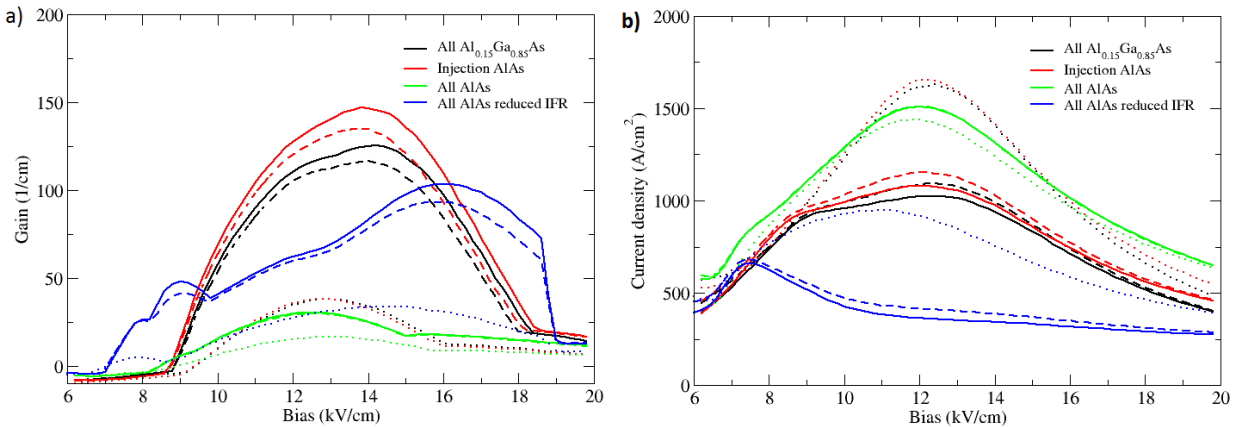 a)
Gain (1/cm)
150
100
50
0
All Al0.15Ga0.85As
Injection AlAs
All AlAs
All AlAs reduced IFR
6 8 10 12 14 16 18 20
Bias (kV/cm)
b)
Current density (A/cm²)
2000
1500
1000
500
0
All Al0.15Ga0.85As
Injection AlAs
All AlAs
All AlAs reduced IFR
6 8 10 12 14 16 18 20
Bias (kV/cm)